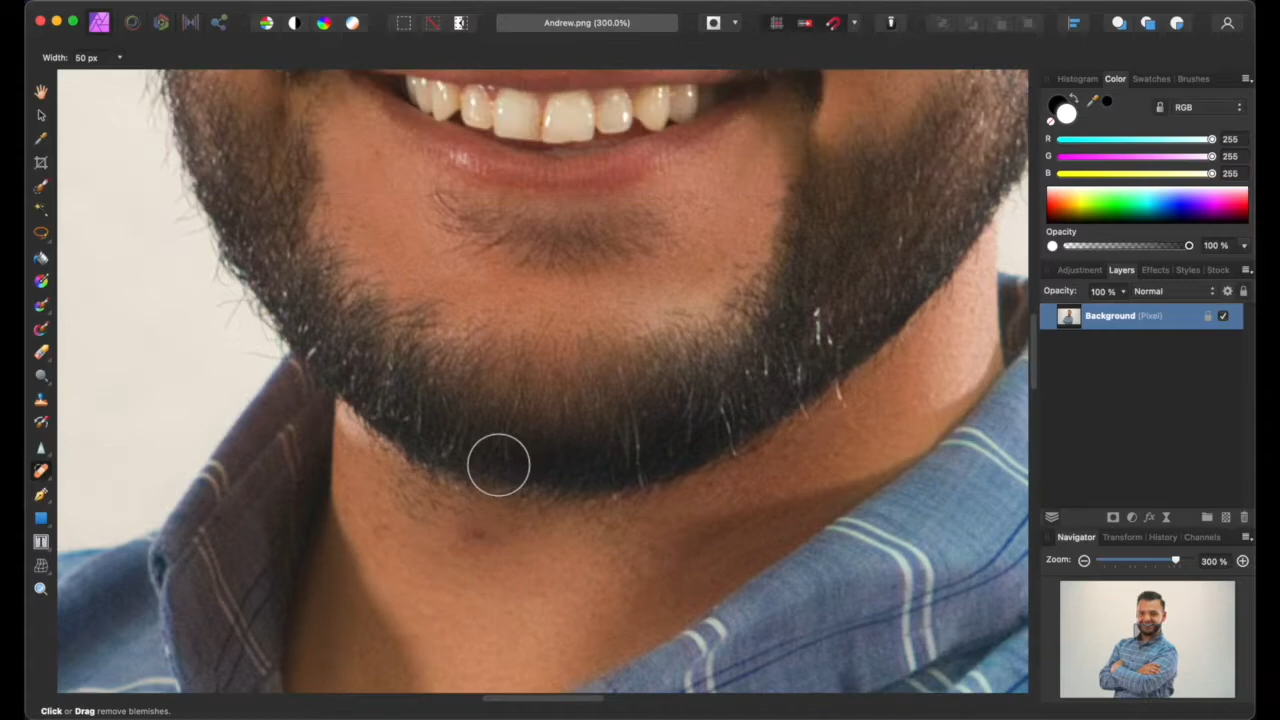 Andrew.png (300.0%)
Width: 50 px
Histogram Color Swatches Brushes
RGB
R 255
G 255
B 255
Opacity
100 %
Adjustment Layers Effects Styles Stock
Opacity: 100 % Normal
Background (Pixel)
Navigator Transform History Channels
Zoom: 300 %
Click or Drag remove blemishes.